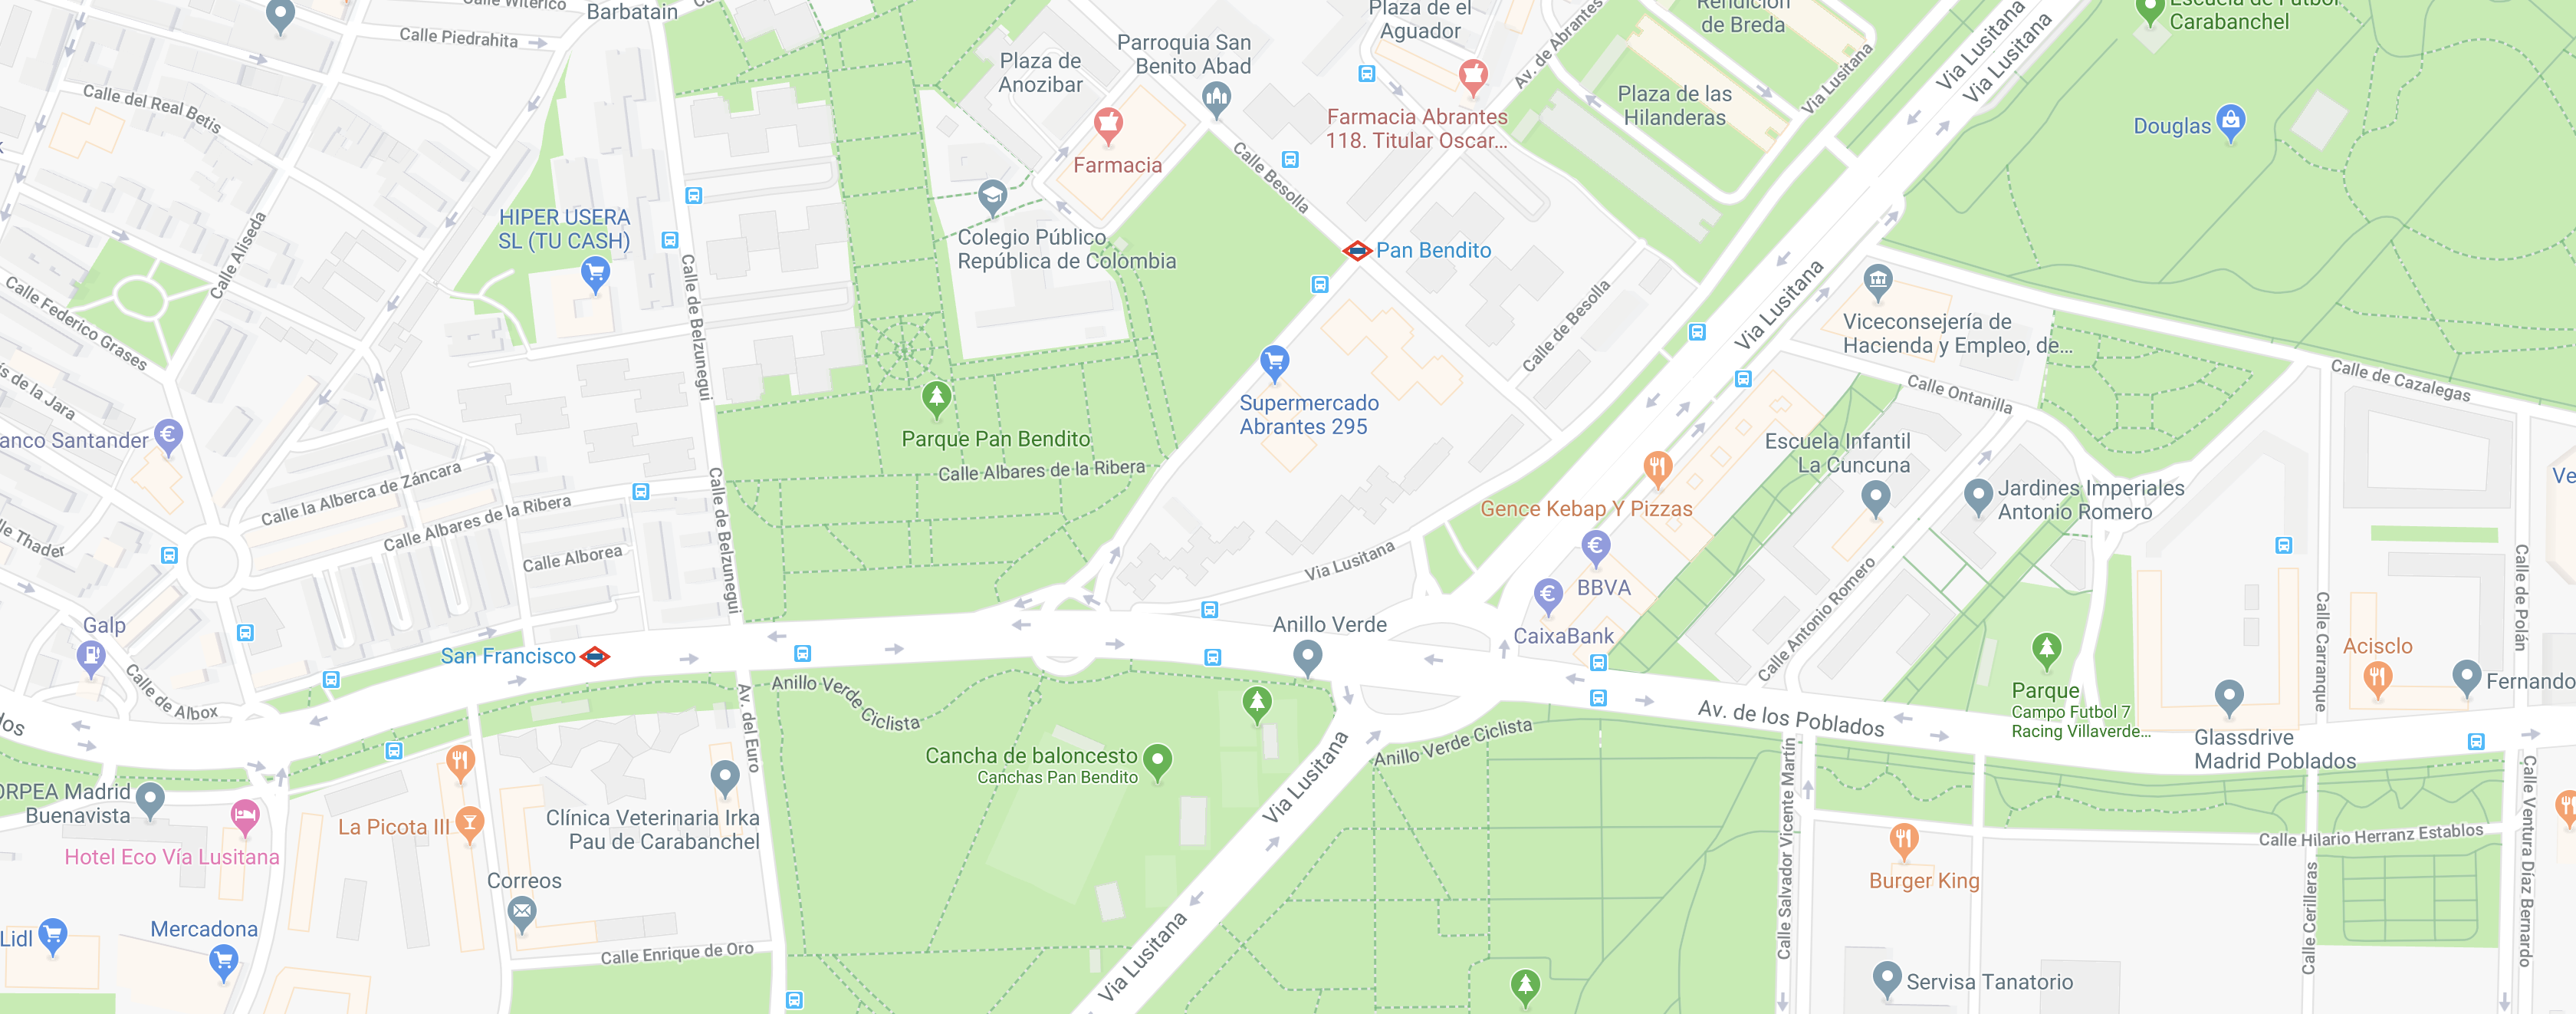 Calle Witerico
Barbatain
Calle Piedrahita
Calle del Real Betis
Plaza de
Anozibar
Parroquia San
Benito Abad
Plaza de el
Aguador
Av. de Abrantes
Rendición
de Breda
Via Lusitana
Via Lusitana
Via Lusitana
Escuela de Fútbol
Carabanchel
Plaza de las
Hilanderas
Farmacia Abrantes
118. Titular Oscar...
Douglas
Farmacia
Calle Besolla
HIPER USERA
SL (TU CASH)
Calle Aliseda
Colegio Público
República de Colombia
Pan Bendito
Calle de Belzunegui
Calle Federico Grases
Via Lusitana
Calle de Besolla
Viceconsejería de
Hacienda y Empleo, de...
Calle de Cazalegas
Calle Ontanilla
is de la Jara
anco Santander
Parque Pan Bendito
Calle Albares de la Ribera
Supermercado
Abrantes 295
Escuela Infantil
La Cuncuna
Jardines Imperiales
Antonio Romero
Ve
Calle la Alberca de Záncara
Calle Albares de la Ribera
Calle de Belzunegui
Gence Kebap Y Pizzas
lle Thader
Calle Alborea
Via Lusitana
BBVA
CaixaBank
Calle Antonio Romero
Calle Carranque
Calle de Polán
Galp
San Francisco
Anillo Verde
Acisclo
Fernando
Calle de Albox
Anillo Verde Ciclista
Av. del Euro
Parque
Campo Futbol 7
Racing Villaverde...
dos
Av. de los Poblados
Glassdrive
Madrid Poblados
Anillo Verde Ciclista
Via Lusitana
Cancha de baloncesto
Canchas Pan Bendito
ORPEA Madrid
Buenavista
La Picota III
Clínica Veterinaria Irka
Pau de Carabanchel
Hotel Eco Vía Lusitana
Calle Salvador Vicente Martín
Calle Hilario Herranz Establos
Calle Ventura Díaz Bernardo
Burger King
Correos
Calle Cerilleras
Lidl
Mercadona
Calle Enrique de Oro
Via Lusitana
Servisa Tanatorio